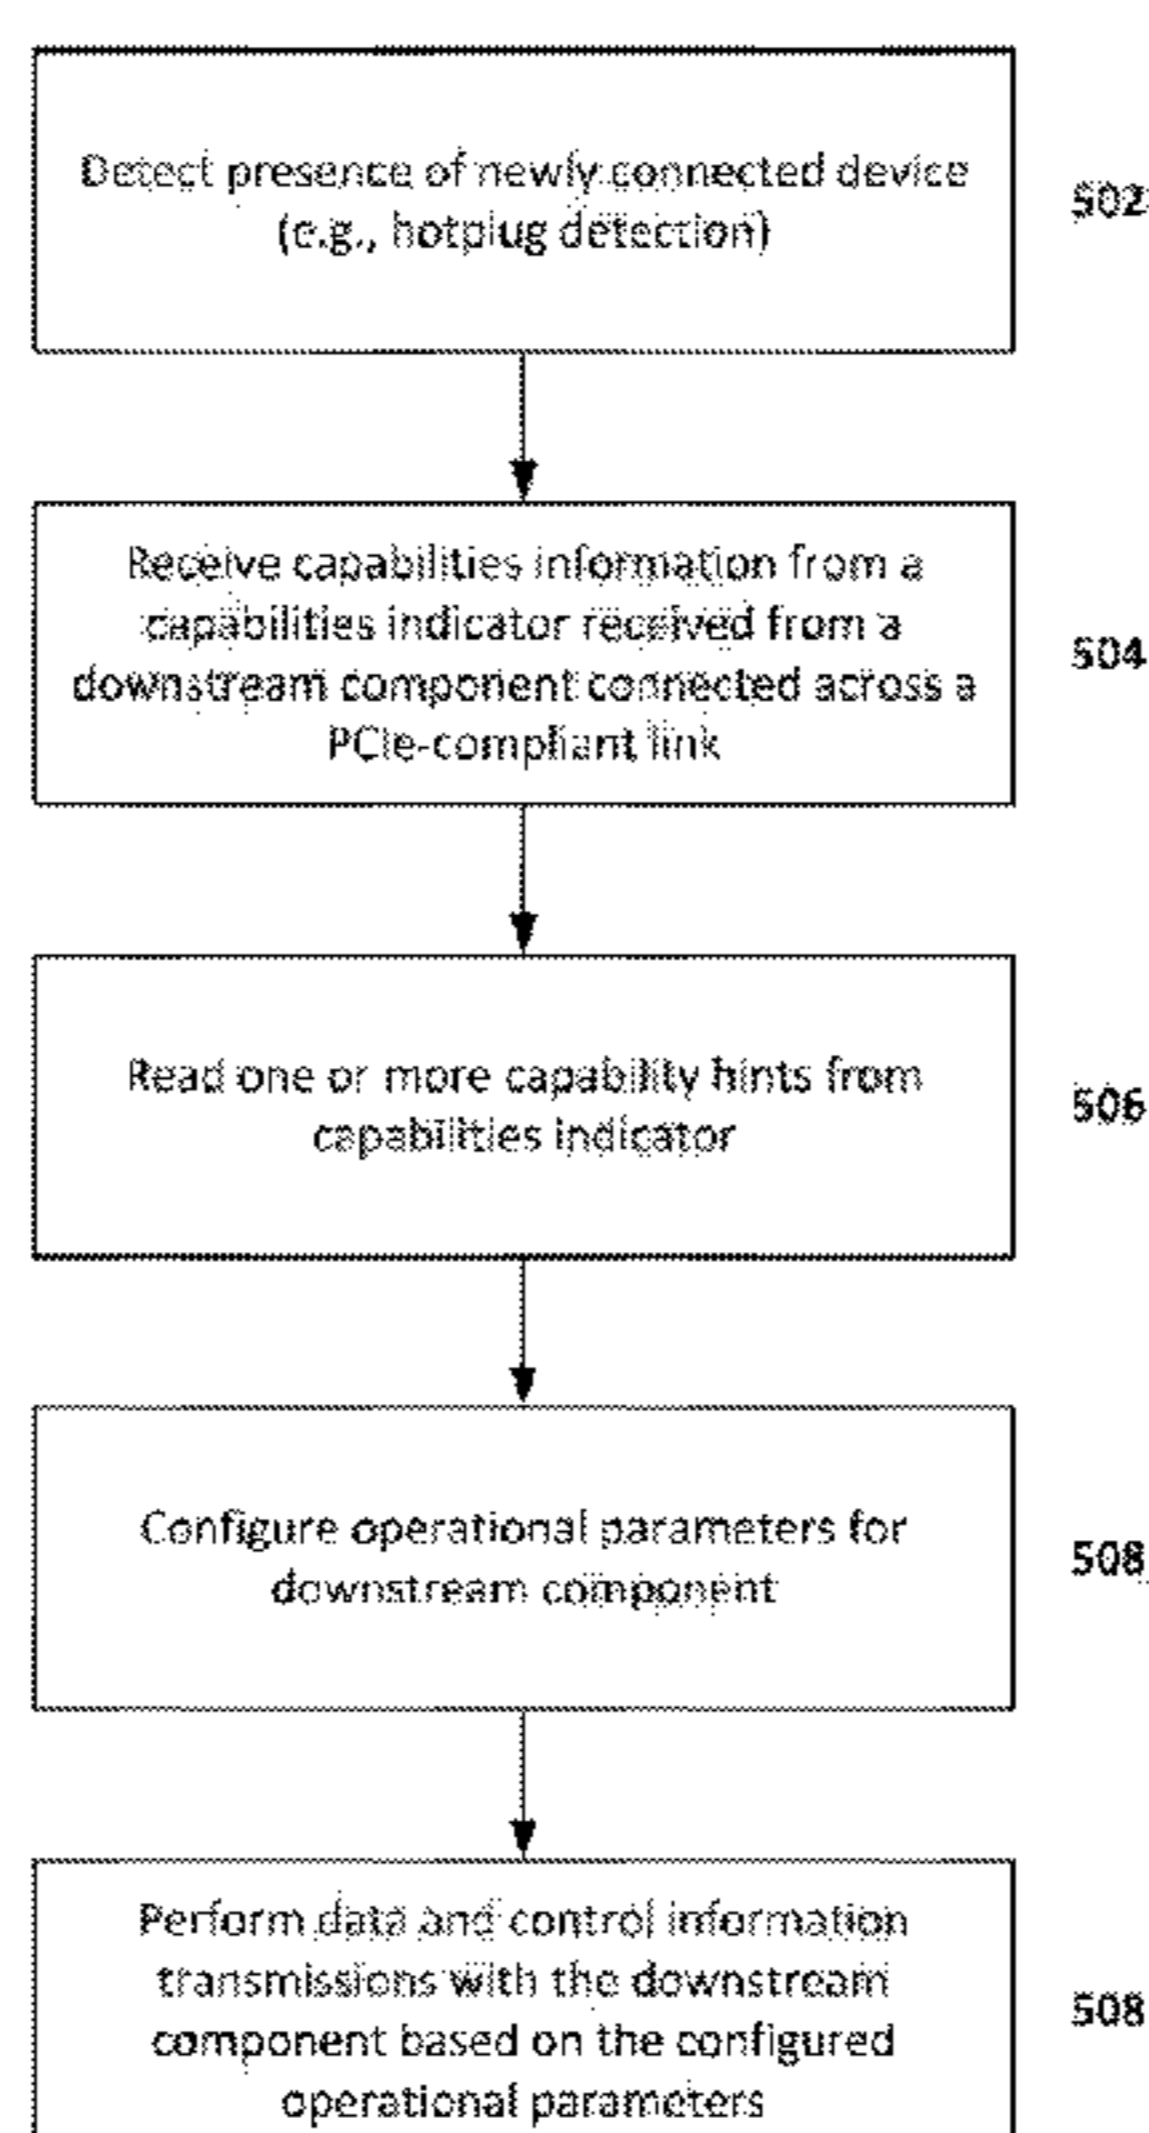 Detect presence of newly connected device
(e.g., hotplug detection)
502
Receive capabilities information from a
capabilities indicator received from a
downstream component connected across a
PCIe-compliant link
504
Read one or more capability hints from
capabilities indicator
506
Configure operational parameters for
downstream component
508
Perform data and control information
transmissions with the downstream
component based on the configured
operational parameters
508